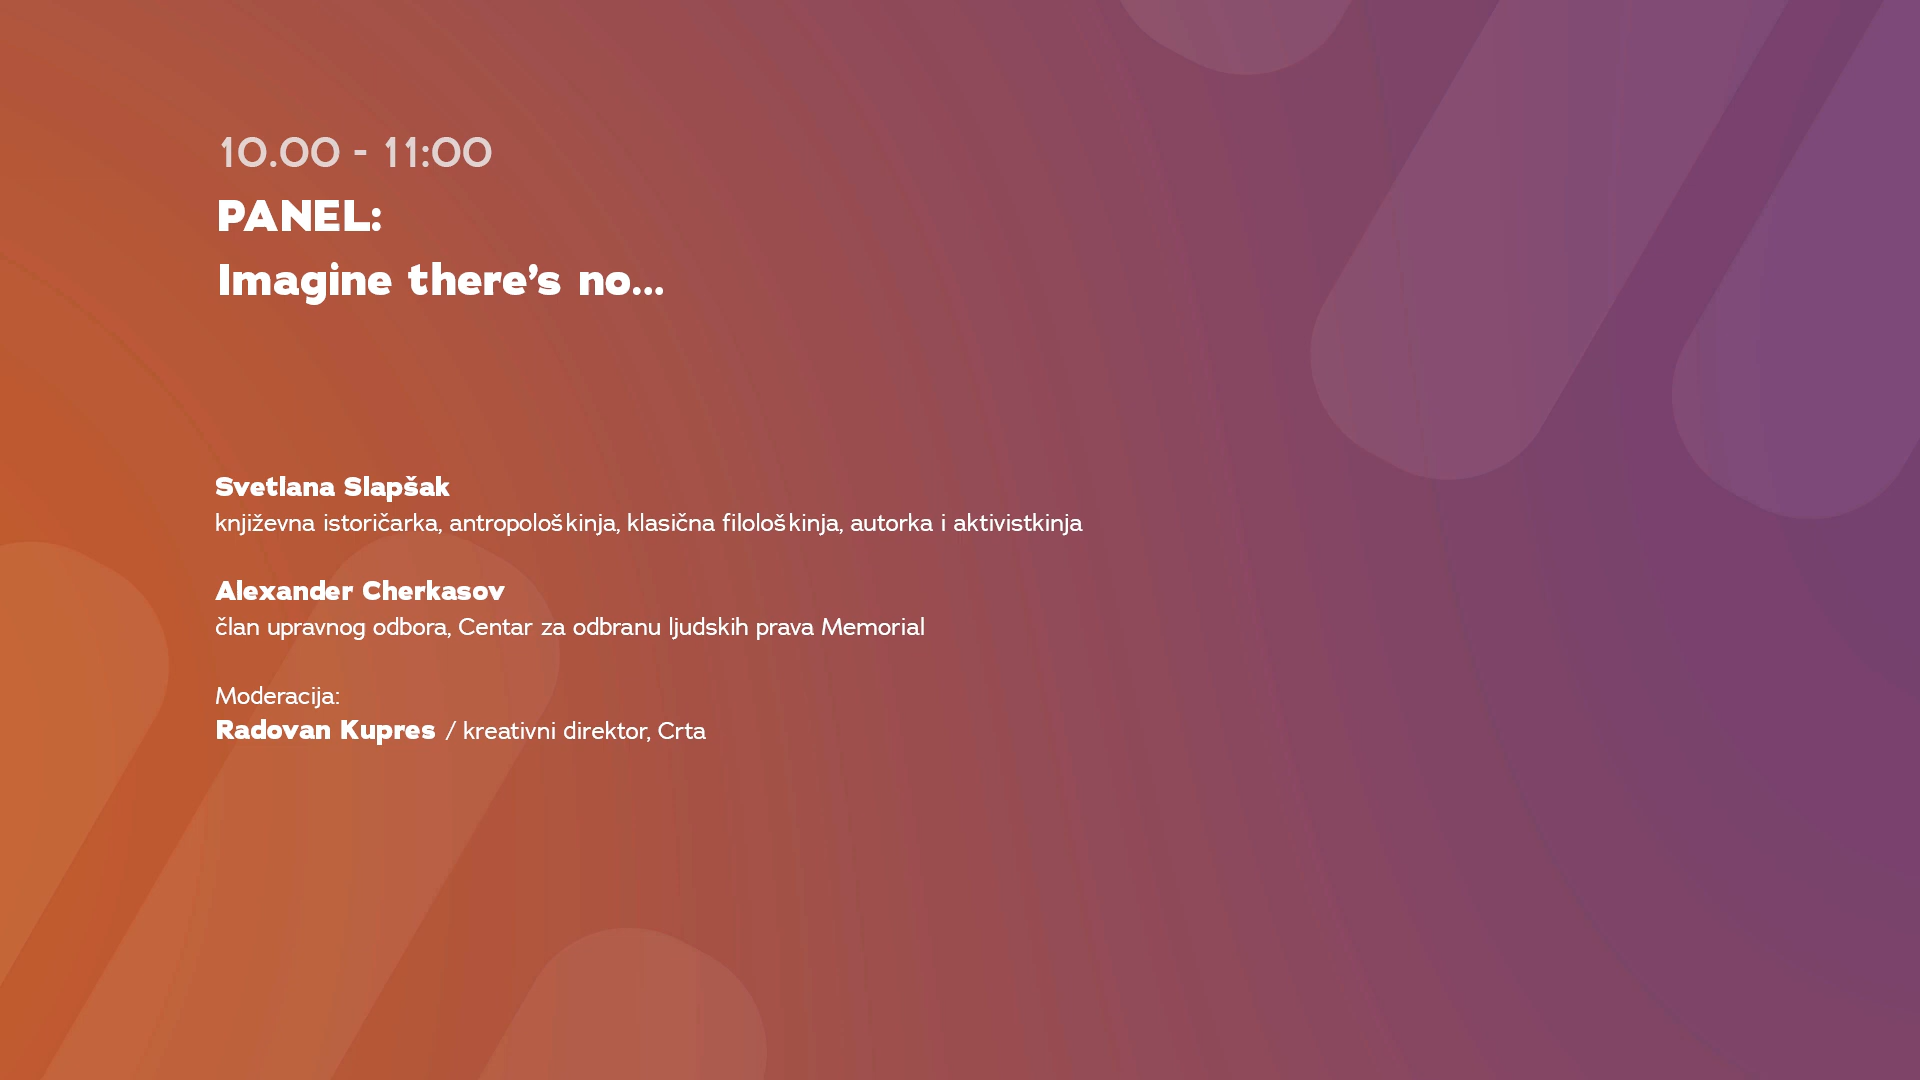 10.00 - 11:00
PANEL:
Imagine there’s no...
Svetlana Slapšak
književna istoričarka, antropološkinja, klasična filološkinja, autorka i aktivistkinja
Alexander Cherkasov
član upravnog odbora, Centar za odbranu ljudskih prava Memorial
Moderacija:
Radovan Kupres / kreativni direktor, Crta